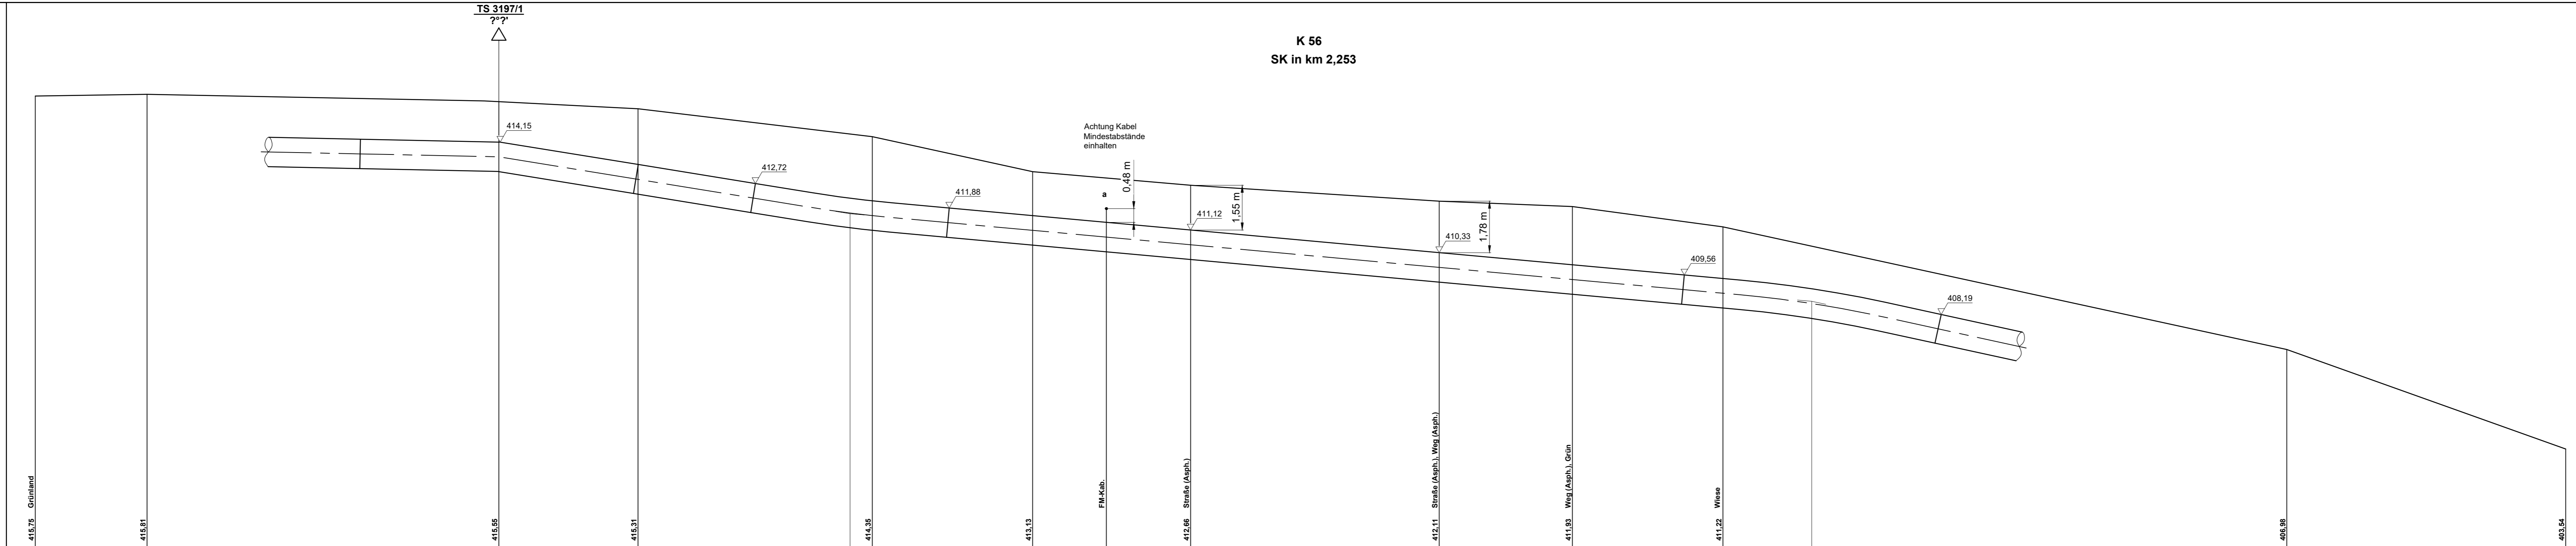 TS 3197/1
?°?'
K 56
SK in km 2,253
414,15
412,72
411,88
Achtung Kabel
Mindestabstände
einhalten
0,48 m
a
411,12
1,55 m
410,33
1,78 m
409,56
408,19
415,75 Grünland
415,81
415,55
415,31
414,35
413,13
FM-Kab.
412,66 Straße (Asph.)
412,11 Straße (Asph.), Weg (Asph.)
411,93 Weg (Asph.), Grün
411,22 Wiese
406,98
403,54